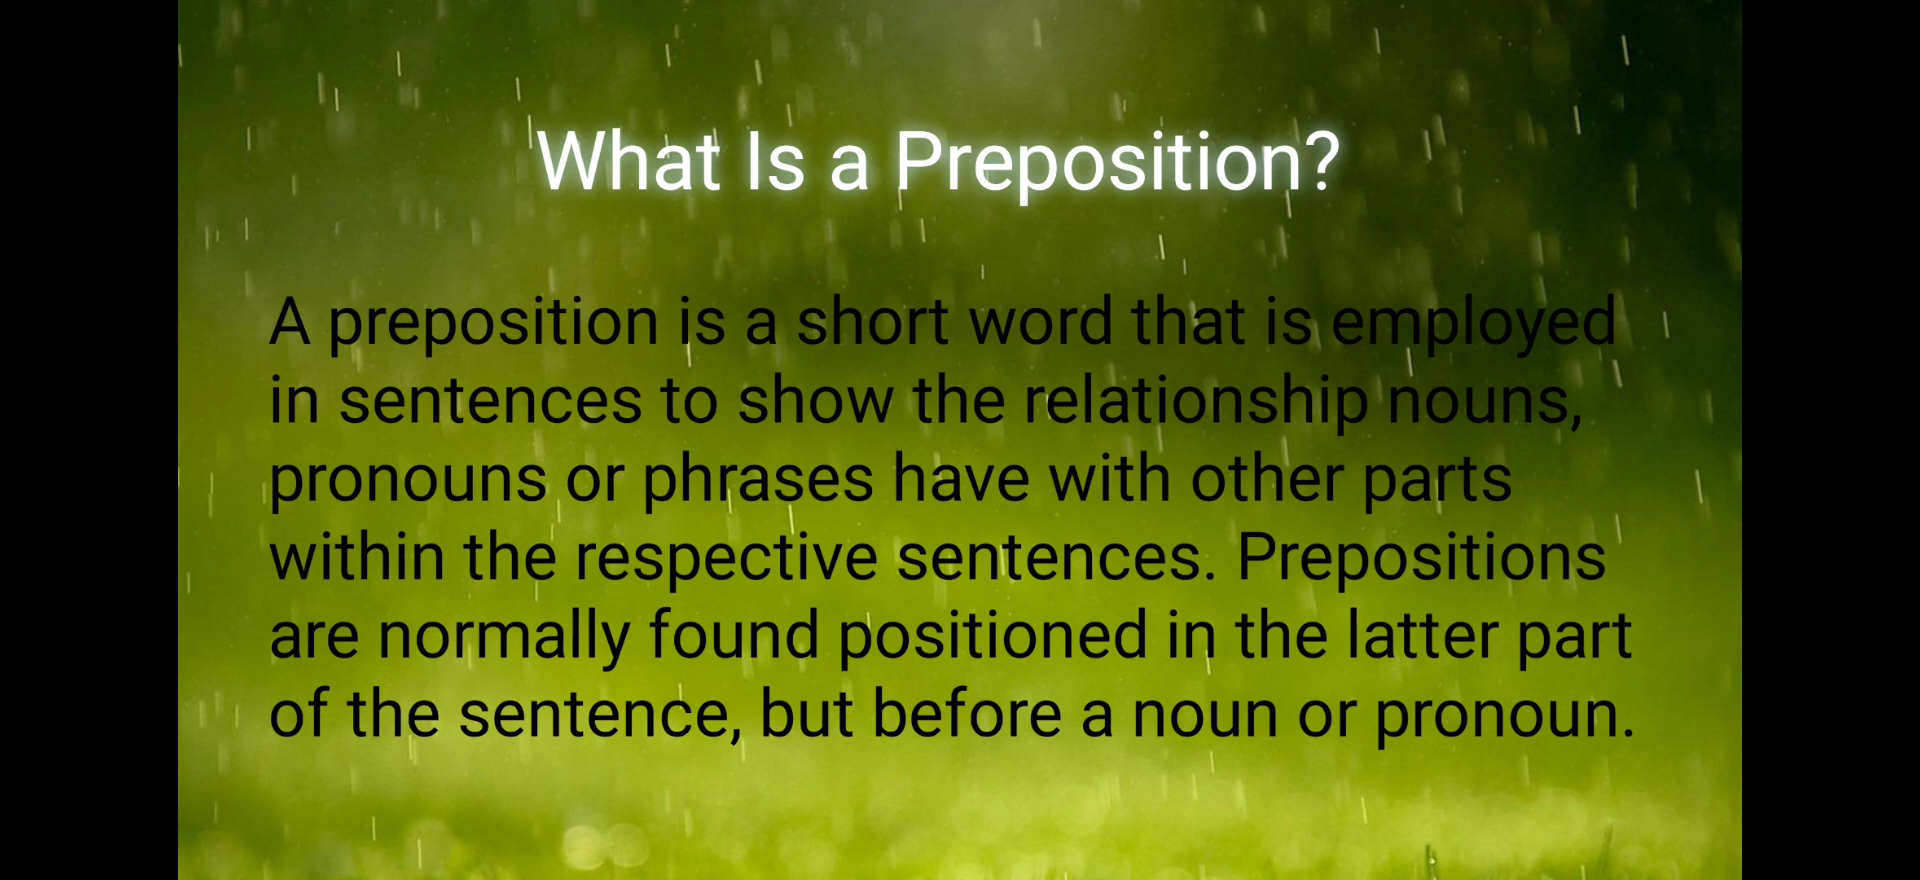 What Is a Preposition?
A preposition is a short word that is employed
in sentences to show the relationship nouns,
pronouns or phrases have with other parts
within the respective sentences. Prepositions
are normally found positioned in the latter part
of the sentence, but before a noun or pronoun.